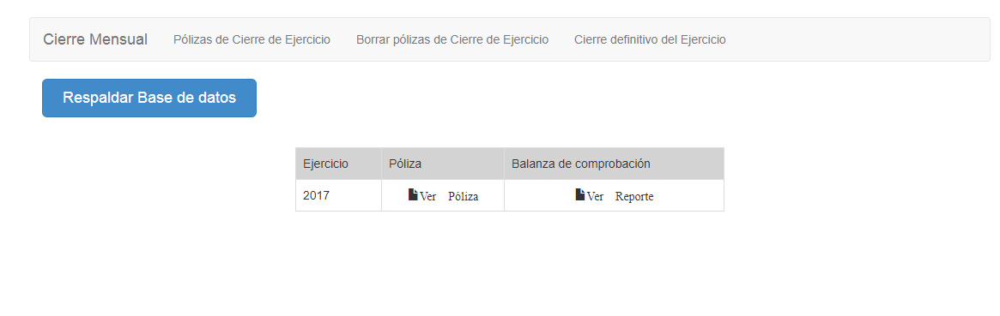 Cierre Mensual Pólizas de Cierre de Ejercicio Borrar pólizas de Cierre de Ejercicio Cierre definitivo del Ejercicio
Respaldar Base de datos
Ejercicio Póliza Balanza de comprobación
2017 Ver Póliza Ver Reporte